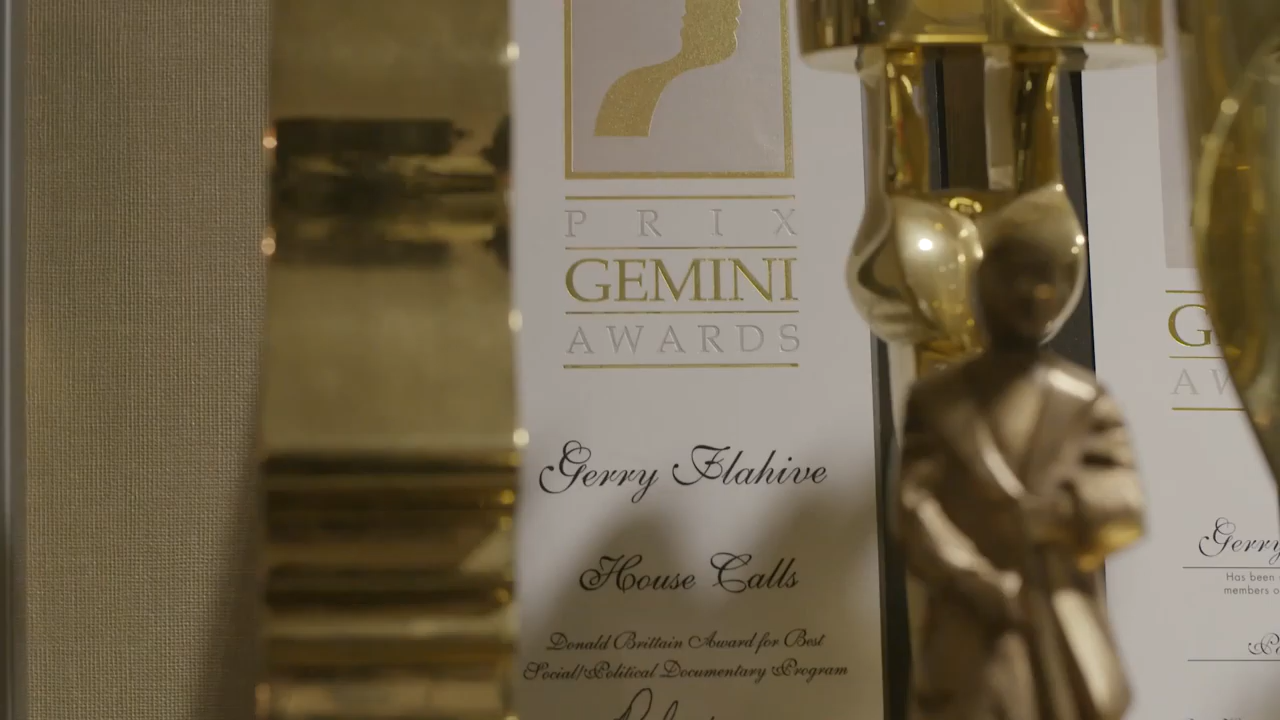 PRIX
GEMINI
AWARDS
Gerry Flahive
House Calls
Donald Brittain Award for Best
Social/Political Documentary Program
G
AW
Gerry
Has been
members o